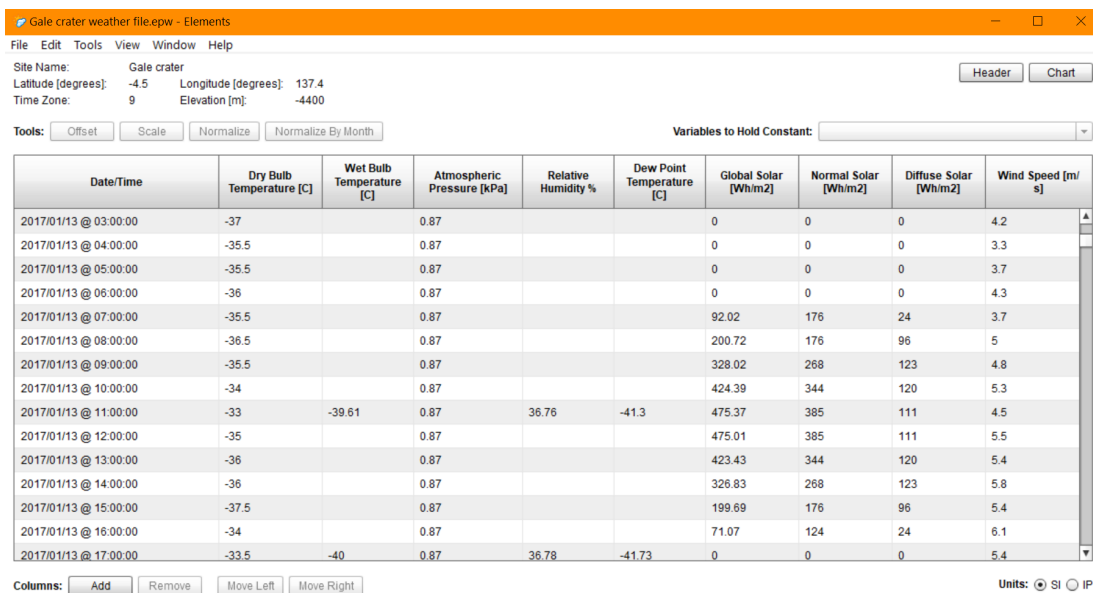 Gale crater weather file.epw - Elements
File Edit Tools View Window Help
Site Name: Gale crater
Latitude [degrees]: -4.5 Longitude [degrees]: 137.4
Time Zone: 9 Elevation [m]: -4400
Header Chart
Tools: Offset Scale Normalize Normalize By Month Variables to Hold Constant:
Date/Time Dry Bulb Temperature [C] Wet Bulb Temperature [C] Atmospheric Pressure [kPa] Relative Humidity % Dew Point Temperature [C] Global Solar [Wh/m2] Normal Solar [Wh/m2] Diffuse Solar [Wh/m2] Wind Speed [m/s]
2017/01/13 @ 03:00:00 -37 0.87 0 0 0 4.2
2017/01/13 @ 04:00:00 -35.5 0.87 0 0 0 3.3
2017/01/13 @ 05:00:00 -35.5 0.87 0 0 0 3.7
2017/01/13 @ 06:00:00 -36 0.87 0 0 0 4.3
2017/01/13 @ 07:00:00 -35.5 0.87 92.02 176 24 3.7
2017/01/13 @ 08:00:00 -36.5 0.87 200.72 176 96 5
2017/01/13 @ 09:00:00 -35.5 0.87 328.02 268 123 4.8
2017/01/13 @ 10:00:00 -34 0.87 424.39 344 120 5.3
2017/01/13 @ 11:00:00 -33 -39.61 0.87 36.76 -41.3 475.37 385 111 4.5
2017/01/13 @ 12:00:00 -35 0.87 475.01 385 111 5.5
2017/01/13 @ 13:00:00 -36 0.87 423.43 344 120 5.4
2017/01/13 @ 14:00:00 -36 0.87 326.83 268 123 5.8
2017/01/13 @ 15:00:00 -37.5 0.87 199.69 176 96 5.4
2017/01/13 @ 16:00:00 -34 0.87 71.07 124 24 6.1
2017/01/13 @ 17:00:00 -33.5 -40 0.87 36.78 -41.73 0 0 0 5.4
Columns: Add Remove Move Left Move Right Units: SI IP